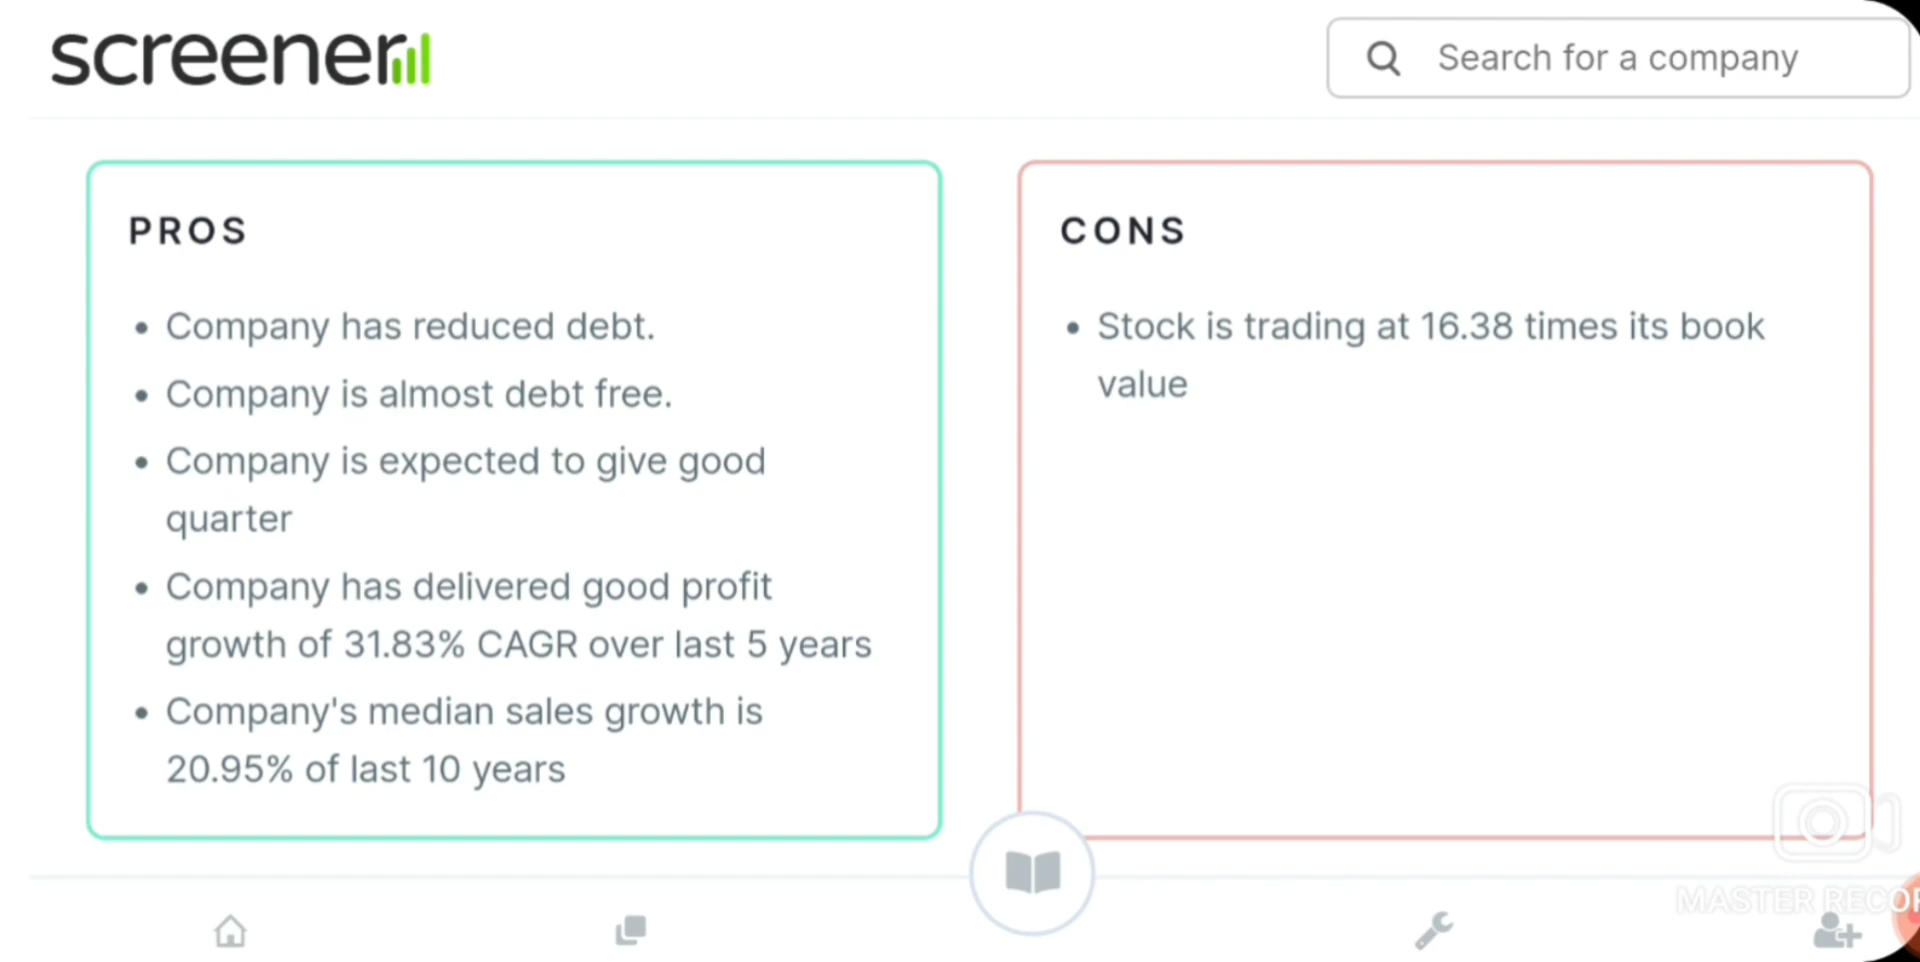 screener
Search for a company
PROS
• Company has reduced debt.
• Company is almost debt free.
• Company is expected to give good
quarter
• Company has delivered good profit
growth of 31.83% CAGR over last 5 years
• Company's median sales growth is
20.95% of last 10 years
CONS
• Stock is trading at 16.38 times its book
value
MASTER RECOR